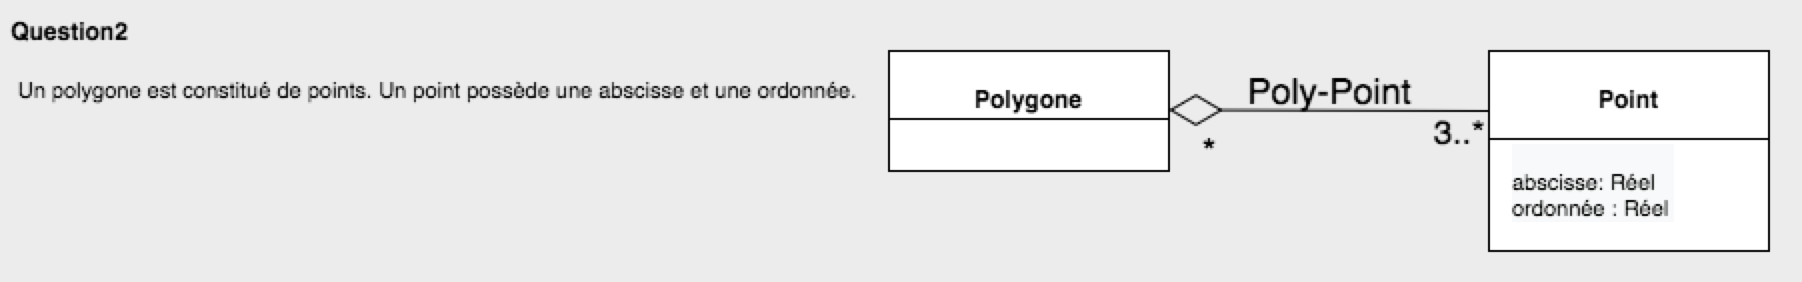 Question2
Un polygone est constitué de points. Un point possède une abscisse et une ordonnée.
Polygone
Poly-Point
*
3..*
Point
abscisse: Réel
ordonnée : Réel